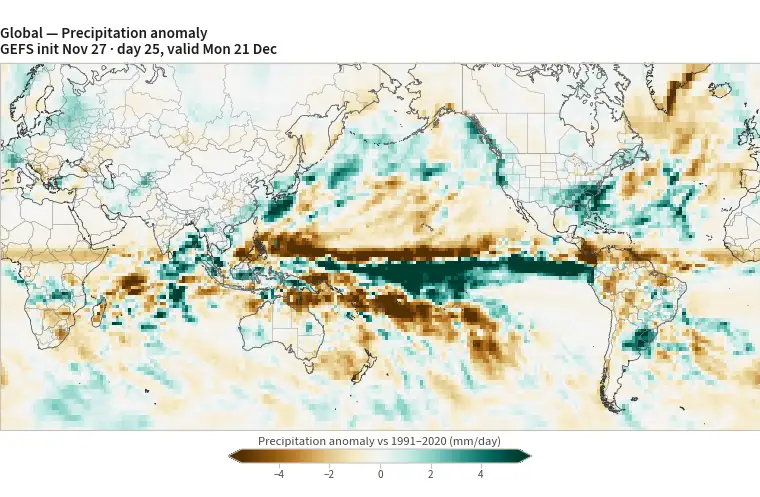 Global — Precipitation anomaly
GEFS init Nov 27 · day 25, valid Mon 21 Dec
Precipitation anomaly vs 1991–2020 (mm/day)
−4 −2 0 2 4